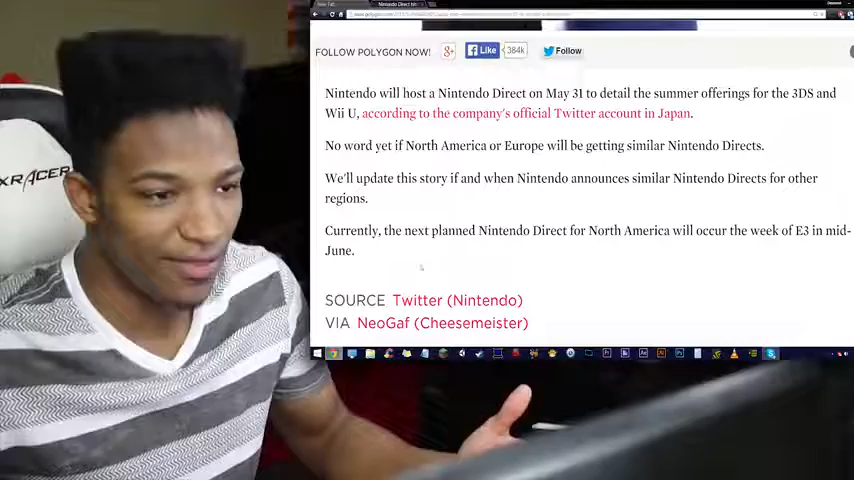 www.polygon.com
FOLLOW POLYGON NOW!
Like
384k
Follow
Nintendo will host a Nintendo Direct on May 31 to detail the summer offerings for the 3DS and
Wii U, according to the company's official Twitter account in Japan.
No word yet if North America or Europe will be getting similar Nintendo Directs.
We'll update this story if and when Nintendo announces similar Nintendo Directs for other
regions.
Currently, the next planned Nintendo Direct for North America will occur the week of E3 in mid-
June.
SOURCE Twitter (Nintendo)
VIA NeoGaf (Cheesemeister)
XRACER